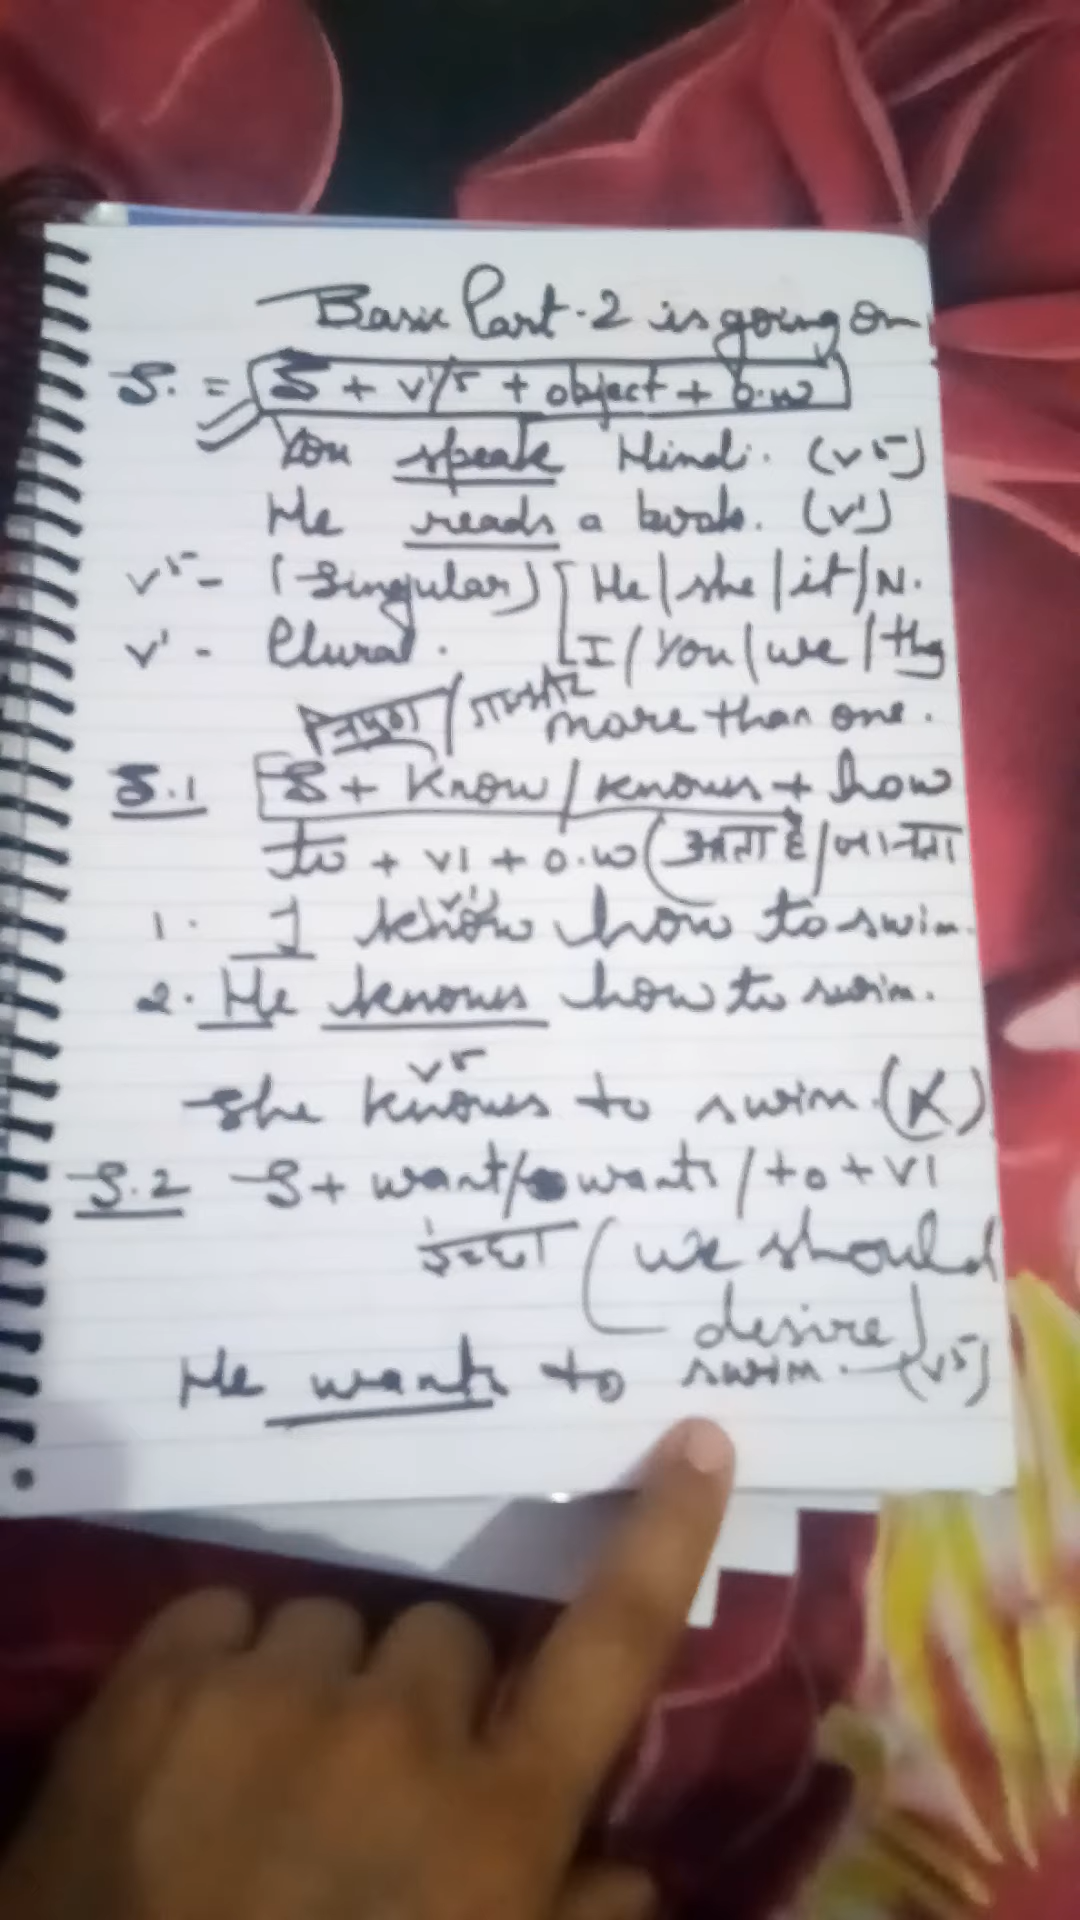 Basic Part-2 is going on
S. = S + v1/5 + object + o.w
You speak Hindi. (v5)
He reads a book. (v1)
v5 - (Singular) [He/she/it/N.
v1 - Plural. [I/You/we/they
more than one.
S.1 S + Know/knows + how
to + v1 + o.w (आता है/जानता
v1
1. I know how to swim.
2. He knows how to swim.
v5
She knows to swim. (X)
S.2 S + want/wants/to + v1
इच्छा (we should
desire)
He wants to swim. - (v5)